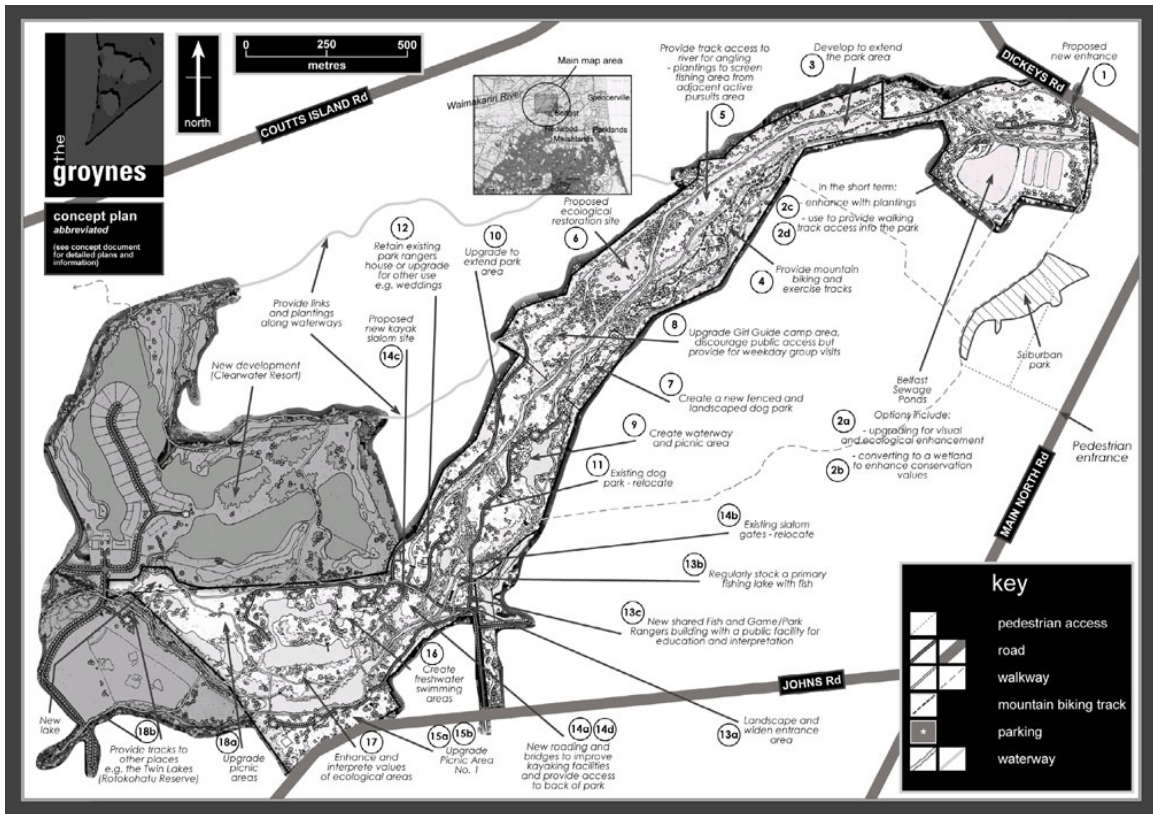 the
groynes
concept plan
abbreviated
(see concept document
for detailed plans and
information)
north
0 250 500
metres
COUTTS ISLAND Rd
Main map area
Waimakariri River
Spencerville
Belfast
Redwood
Parklands
Marshlands
Provide track access to
river for angling
- plantings to screen
fishing area from
adjacent active
pursuits area
5
Develop to extend
the park area
3
Proposed
new entrance
1
DICKEYS Rd
In the short term:
2c - enhance with plantings
2d - use to provide walking
track access into the park
Provide mountain
biking and
exercise tracks
4
Proposed
ecological
restoration site
6
10
Upgrade to
extend park
area
12
Retain existing
park rangers
house or upgrade
for other use
e.g. weddings
Provide links
and plantings
along waterways
Proposed
new kayak
slalom site
14c
New development
(Clearwater Resort)
8
Upgrade Girl Guide camp area,
discourage public access but
provide for weekday group visits
7
Create a new fenced and
landscaped dog park
9
Create waterway
and picnic area
11
Existing dog
park - relocate
14b
Existing slalom
gates - relocate
13b
Regularly stock a primary
fishing lake with fish
13c
New shared Fish and Game/Park
Rangers building with a public facility for
education and interpretation
Suburban
park
Belfast
Sewage
Ponds
2a
Options include:
- upgrading for visual
and ecological enhancement
2b
- converting to a wetland
to enhance conservation
values
Pedestrian
entrance
MAIN NORTH Rd
JOHNS Rd
16
Create
freshwater
swimming
areas
New
lake
18b
Provide tracks to
other places
e.g. the Twin Lakes
(Rotokohatu Reserve)
18a
Upgrade
picnic
areas
17
Enhance and
interprete values
of ecological areas
15a 15b
Upgrade
Picnic Area
No. 1
14a 14d
New roading and
bridges to improve
kayaking facilities
and provide access
to back of park
13a
Landscape and
widen entrance
area
key
pedestrian access
road
walkway
mountain biking track
* parking
waterway